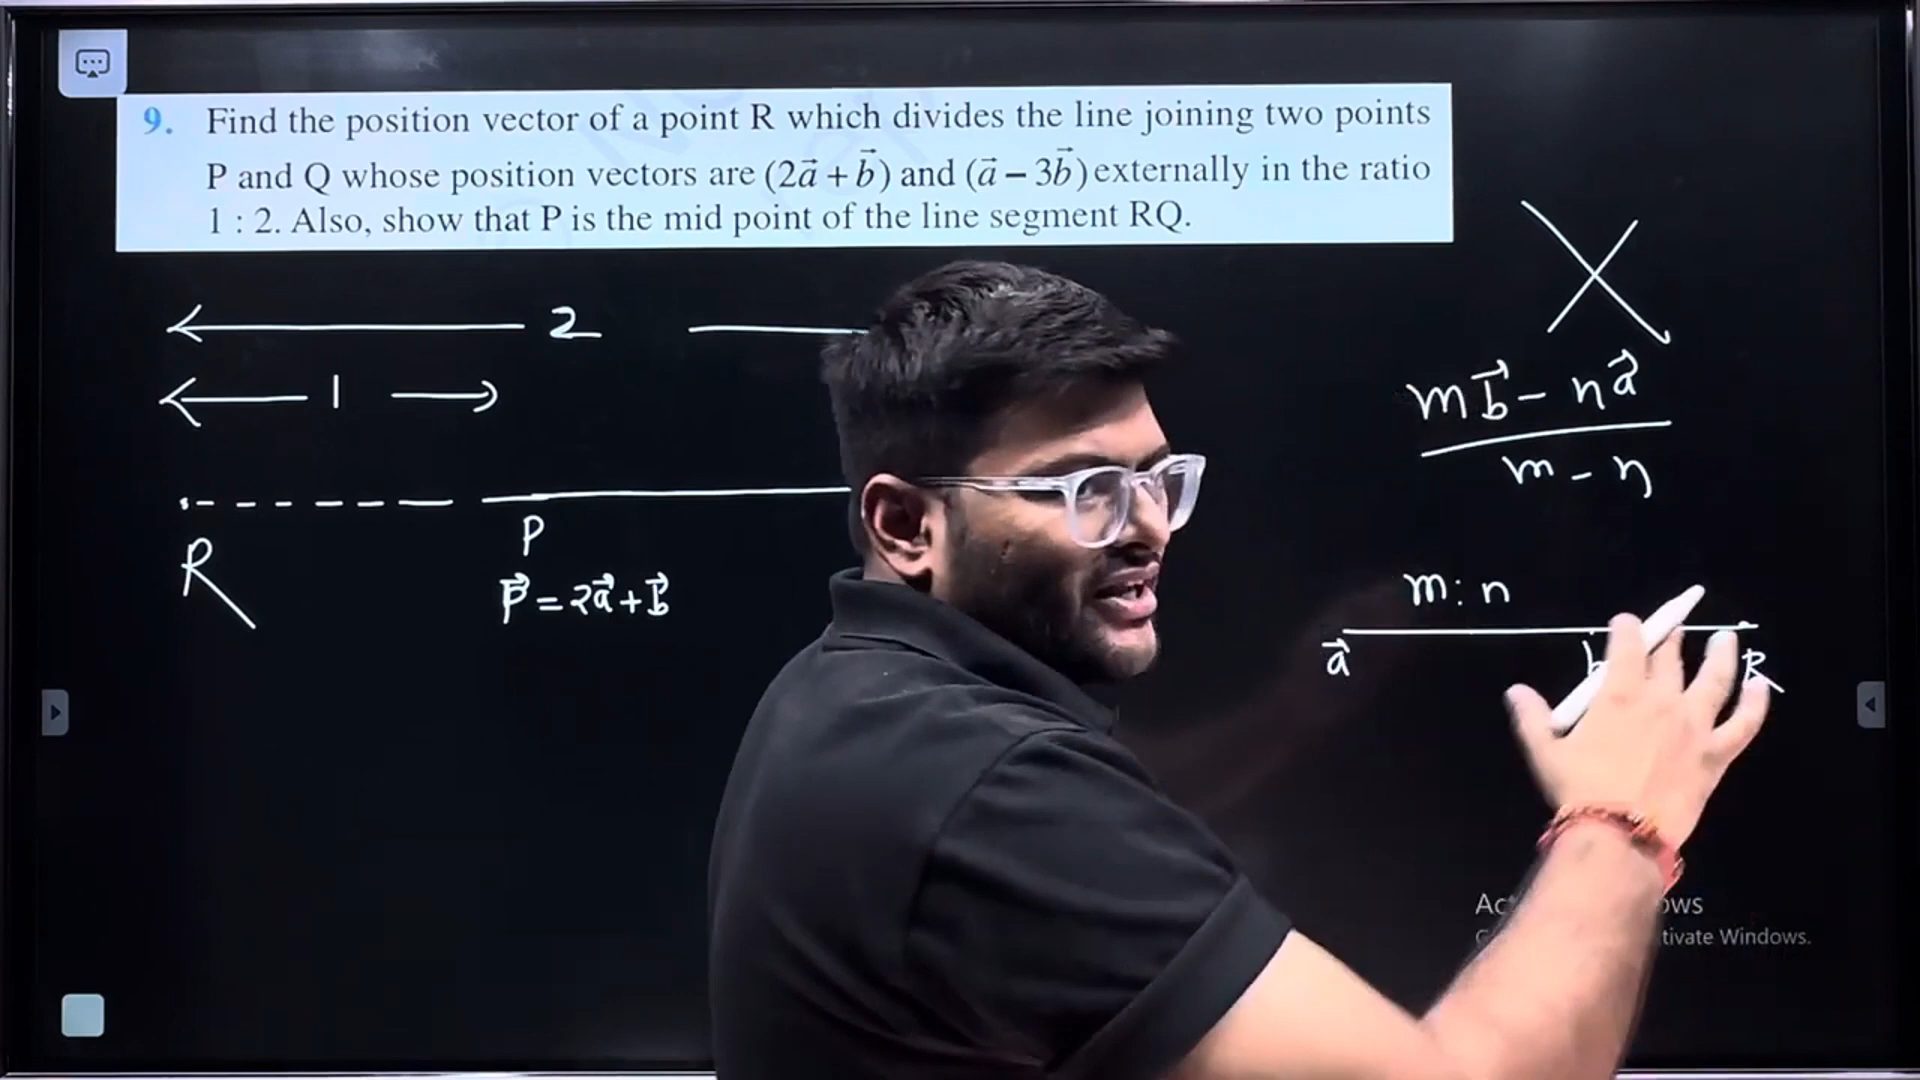 9. Find the position vector of a point R which divides the line joining two points
P and Q whose position vectors are (2a⃗ + b⃗) and (a⃗ – 3b⃗) externally in the ratio
1 : 2. Also, show that P is the mid point of the line segment RQ.
2
1
R
P
P⃗ = 2a⃗ + b⃗
mb⃗ – na⃗
m – n
m : n
a⃗
b
R
tivate Windows.